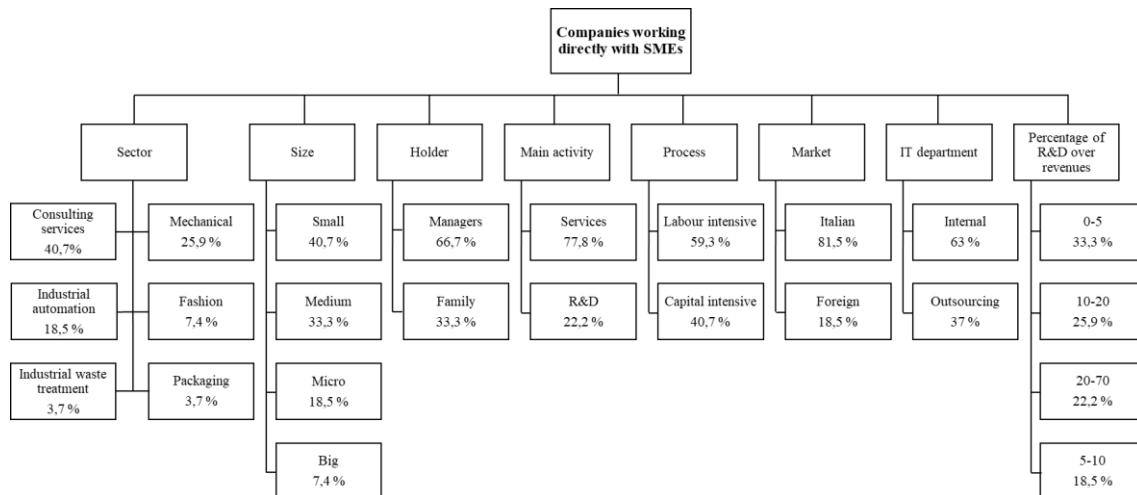 Companies working
directly with SMEs
Sector
Size
Holder
Main activity
Process
Market
IT department
Percentage of
R&D over
revenues
Consulting
services
40,7%
Mechanical
25,9 %
Small
40,7 %
Managers
66,7 %
Services
77,8 %
Labour intensive
59,3 %
Italian
81,5 %
Internal
63 %
0-5
33,3 %
Industrial
automation
18,5 %
Fashion
7,4 %
Medium
33,3 %
Family
33,3 %
R&D
22,2 %
Capital intensive
40,7 %
Foreign
18,5 %
Outsourcing
37 %
10-20
25,9 %
Industrial waste
treatment
3,7 %
Packaging
3,7 %
Micro
18,5 %
20-70
22,2 %
Big
7,4 %
5-10
18,5 %